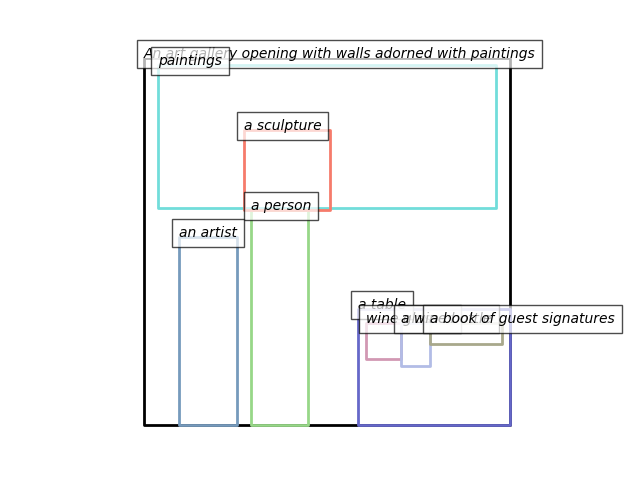 An art gallery opening with walls adorned with paintings
paintings
a sculpture
a person
an artist
a table
wine
a w
a book of guest signatures